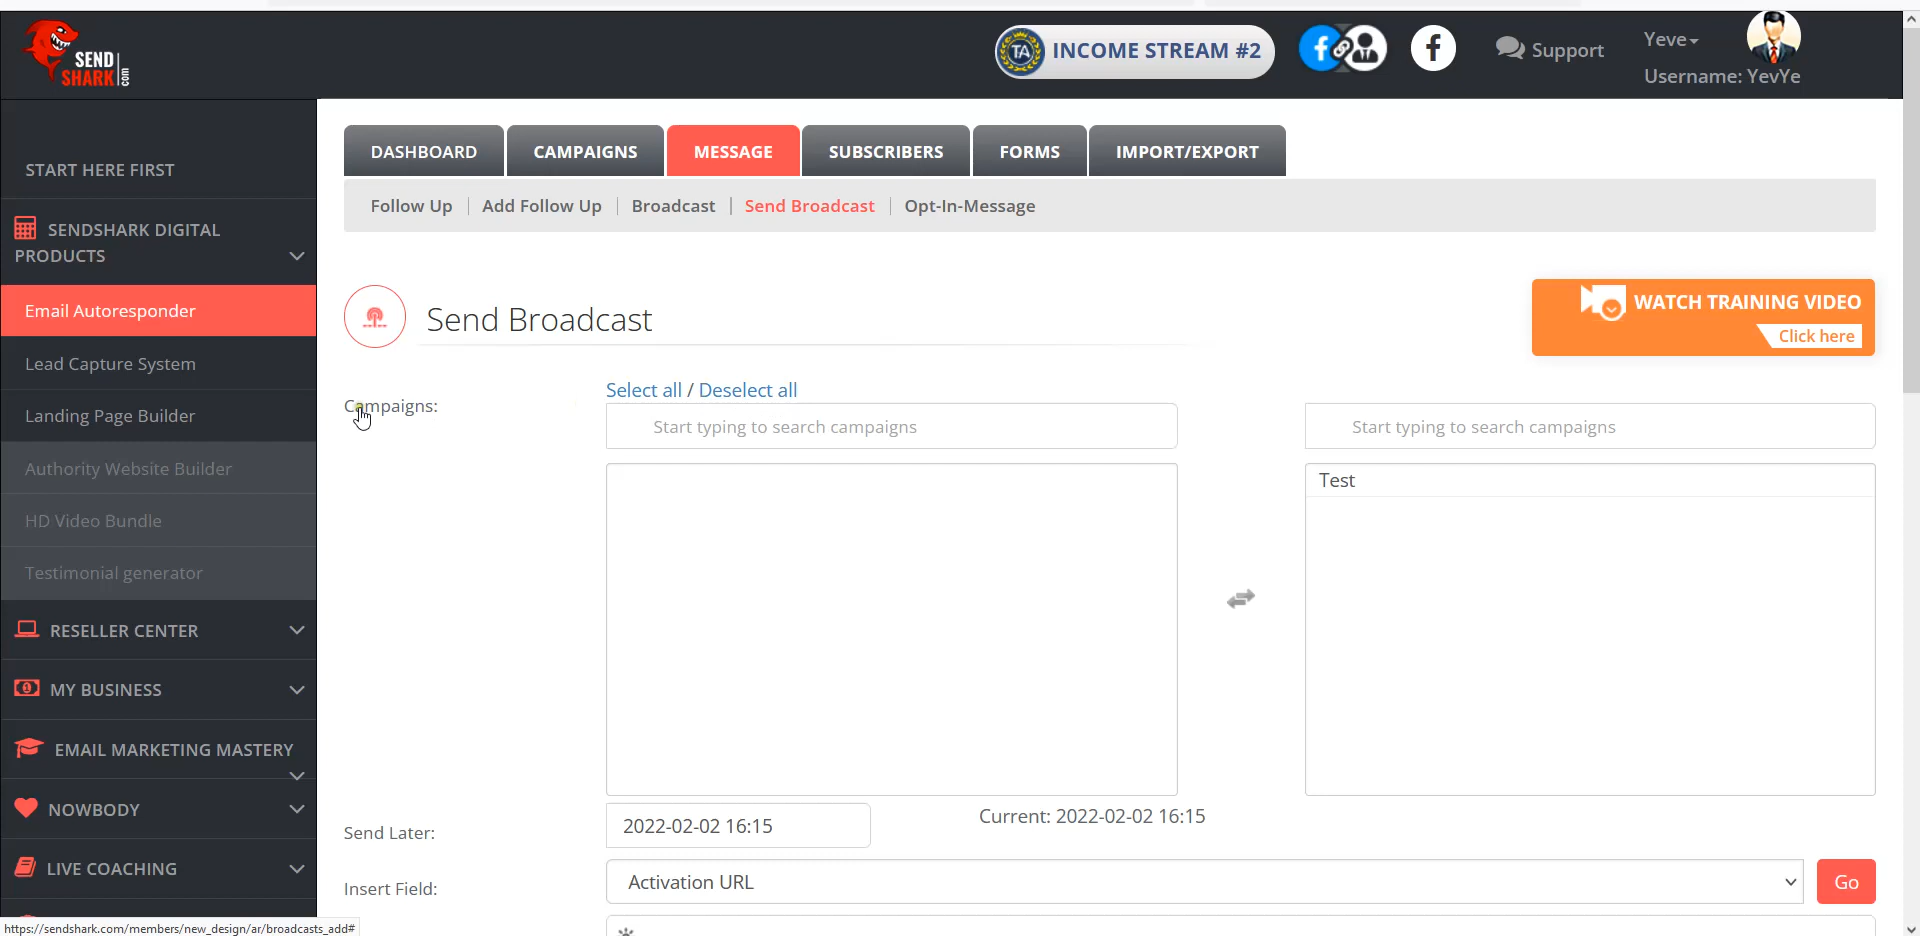 SEND
SHARK
.com
TA INCOME STREAM #2
Support
Yeve
Username: YevYe
START HERE FIRST
SENDSHARK DIGITAL
PRODUCTS
Email Autoresponder
Lead Capture System
Landing Page Builder
Authority Website Builder
HD Video Bundle
Testimonial generator
RESELLER CENTER
MY BUSINESS
EMAIL MARKETING MASTERY
NOWBODY
LIVE COACHING
DASHBOARD CAMPAIGNS MESSAGE SUBSCRIBERS FORMS IMPORT/EXPORT
Follow Up | Add Follow Up | Broadcast | Send Broadcast | Opt-In-Message
Send Broadcast
WATCH TRAINING VIDEO
Click here
Campaigns:
Select all / Deselect all
Start typing to search campaigns
Start typing to search campaigns
Test
Send Later:
2022-02-02 16:15
Current: 2022-02-02 16:15
Insert Field:
Activation URL
Go
https://sendshark.com/members/new_design/ar/broadcasts_add#